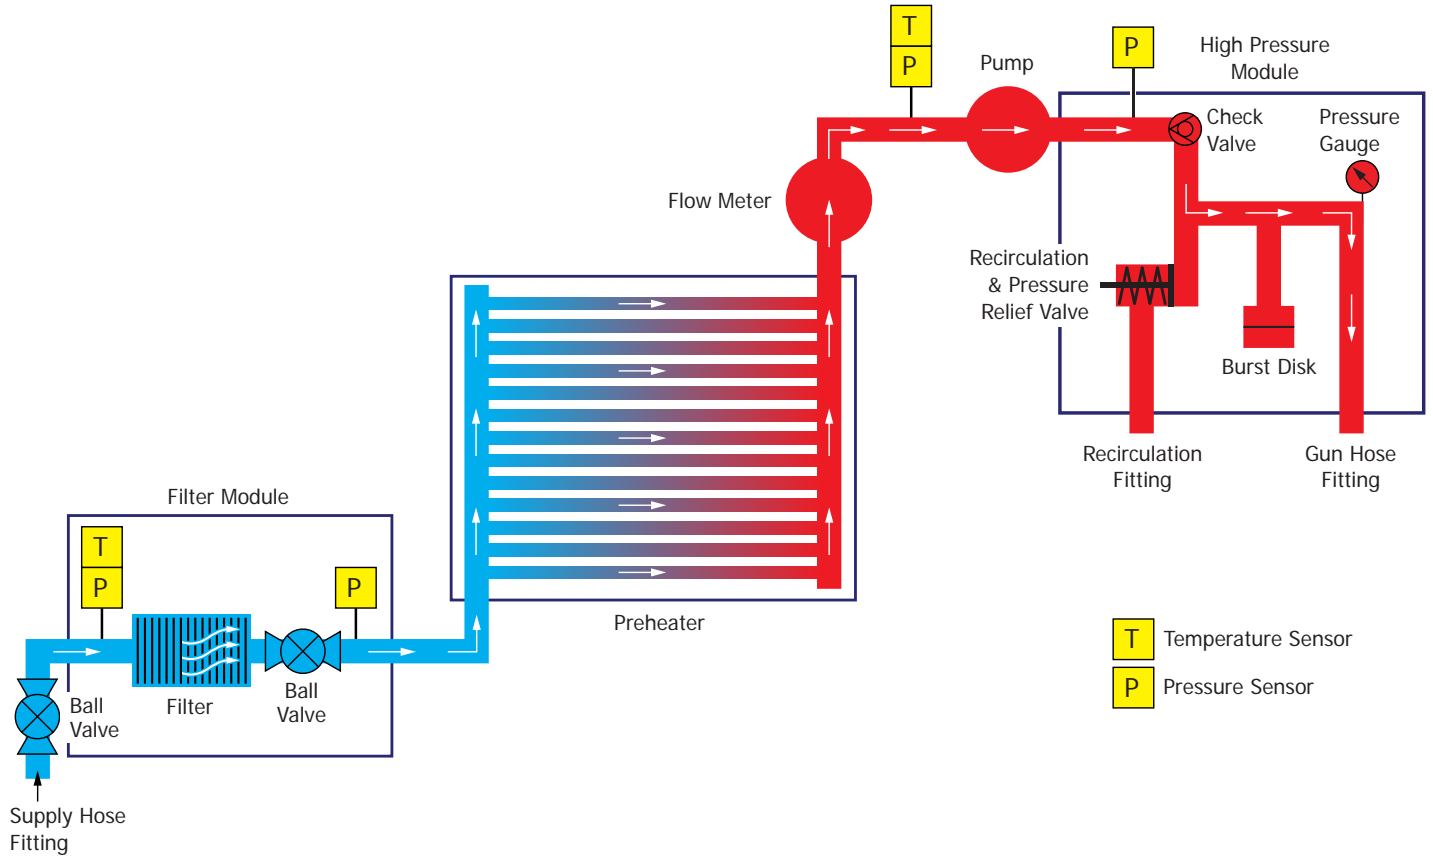 T
P
Pump
P
High Pressure
Module
Check
Valve
Pressure
Gauge
Flow Meter
Recirculation
& Pressure
Relief Valve
Burst Disk
Recirculation
Fitting
Gun Hose
Fitting
Filter Module
T
P
P
Preheater
Ball
Valve
Filter
Ball
Valve
Supply Hose
Fitting
T Temperature Sensor
P Pressure Sensor